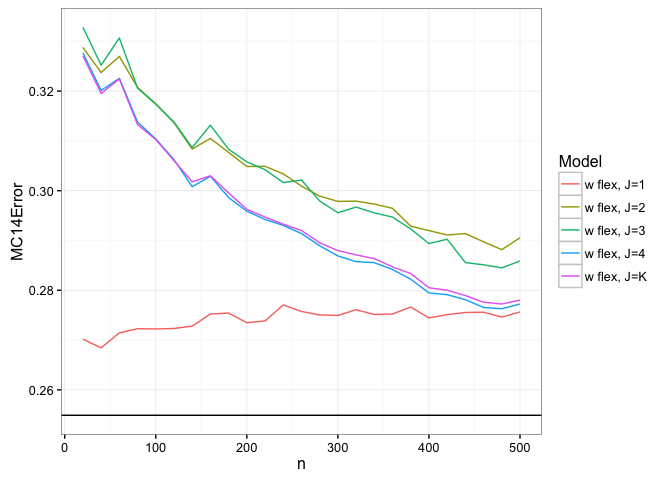 MC14Error
0.32
0.30
0.28
0.26
0
100
200
300
400
500
n
Model
w flex, J=1
w flex, J=2
w flex, J=3
w flex, J=4
w flex, J=K